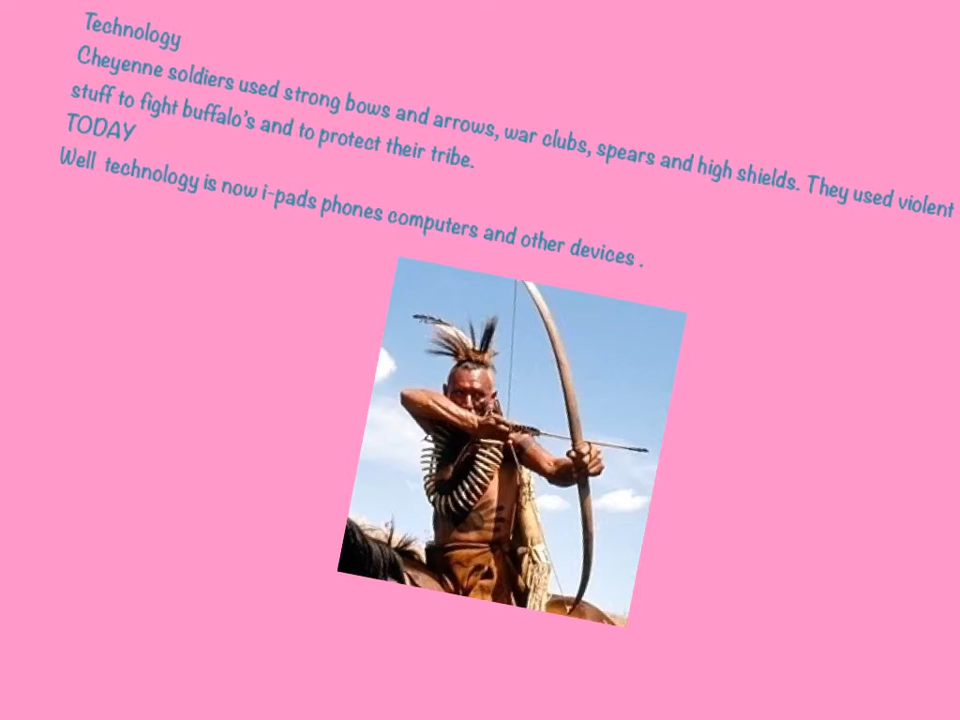 Technology
Cheyenne soldiers used strong bows and arrows, war clubs, spears and high shields. They used violent
stuff to fight buffalo's and to protect their tribe.
TODAY
Well  technology is now i-pads phones computers and other devices .